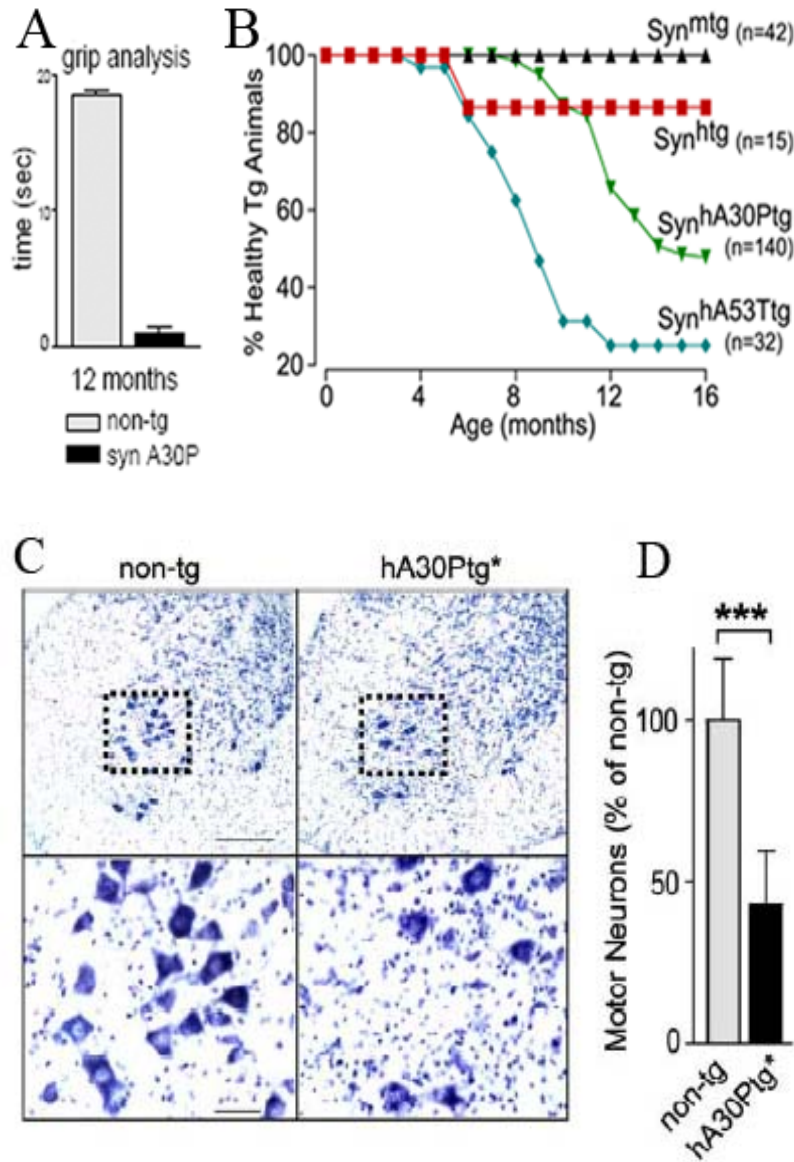 A
grip analysis
20
10
0
time (sec)
12 months
non-tg
syn A30P
B
100
80
60
40
20
% Healthy Tg Animals
0 4 8 12 16
Age (months)
Synmtg (n=42)
Synhtg (n=15)
SynhA30Ptg
(n=140)
SynhA53Ttg
(n=32)
C
non-tg hA30Ptg*
D
***
Motor Neurons (% of non-tg)
100
50
0
non-tg
hA30Ptg*